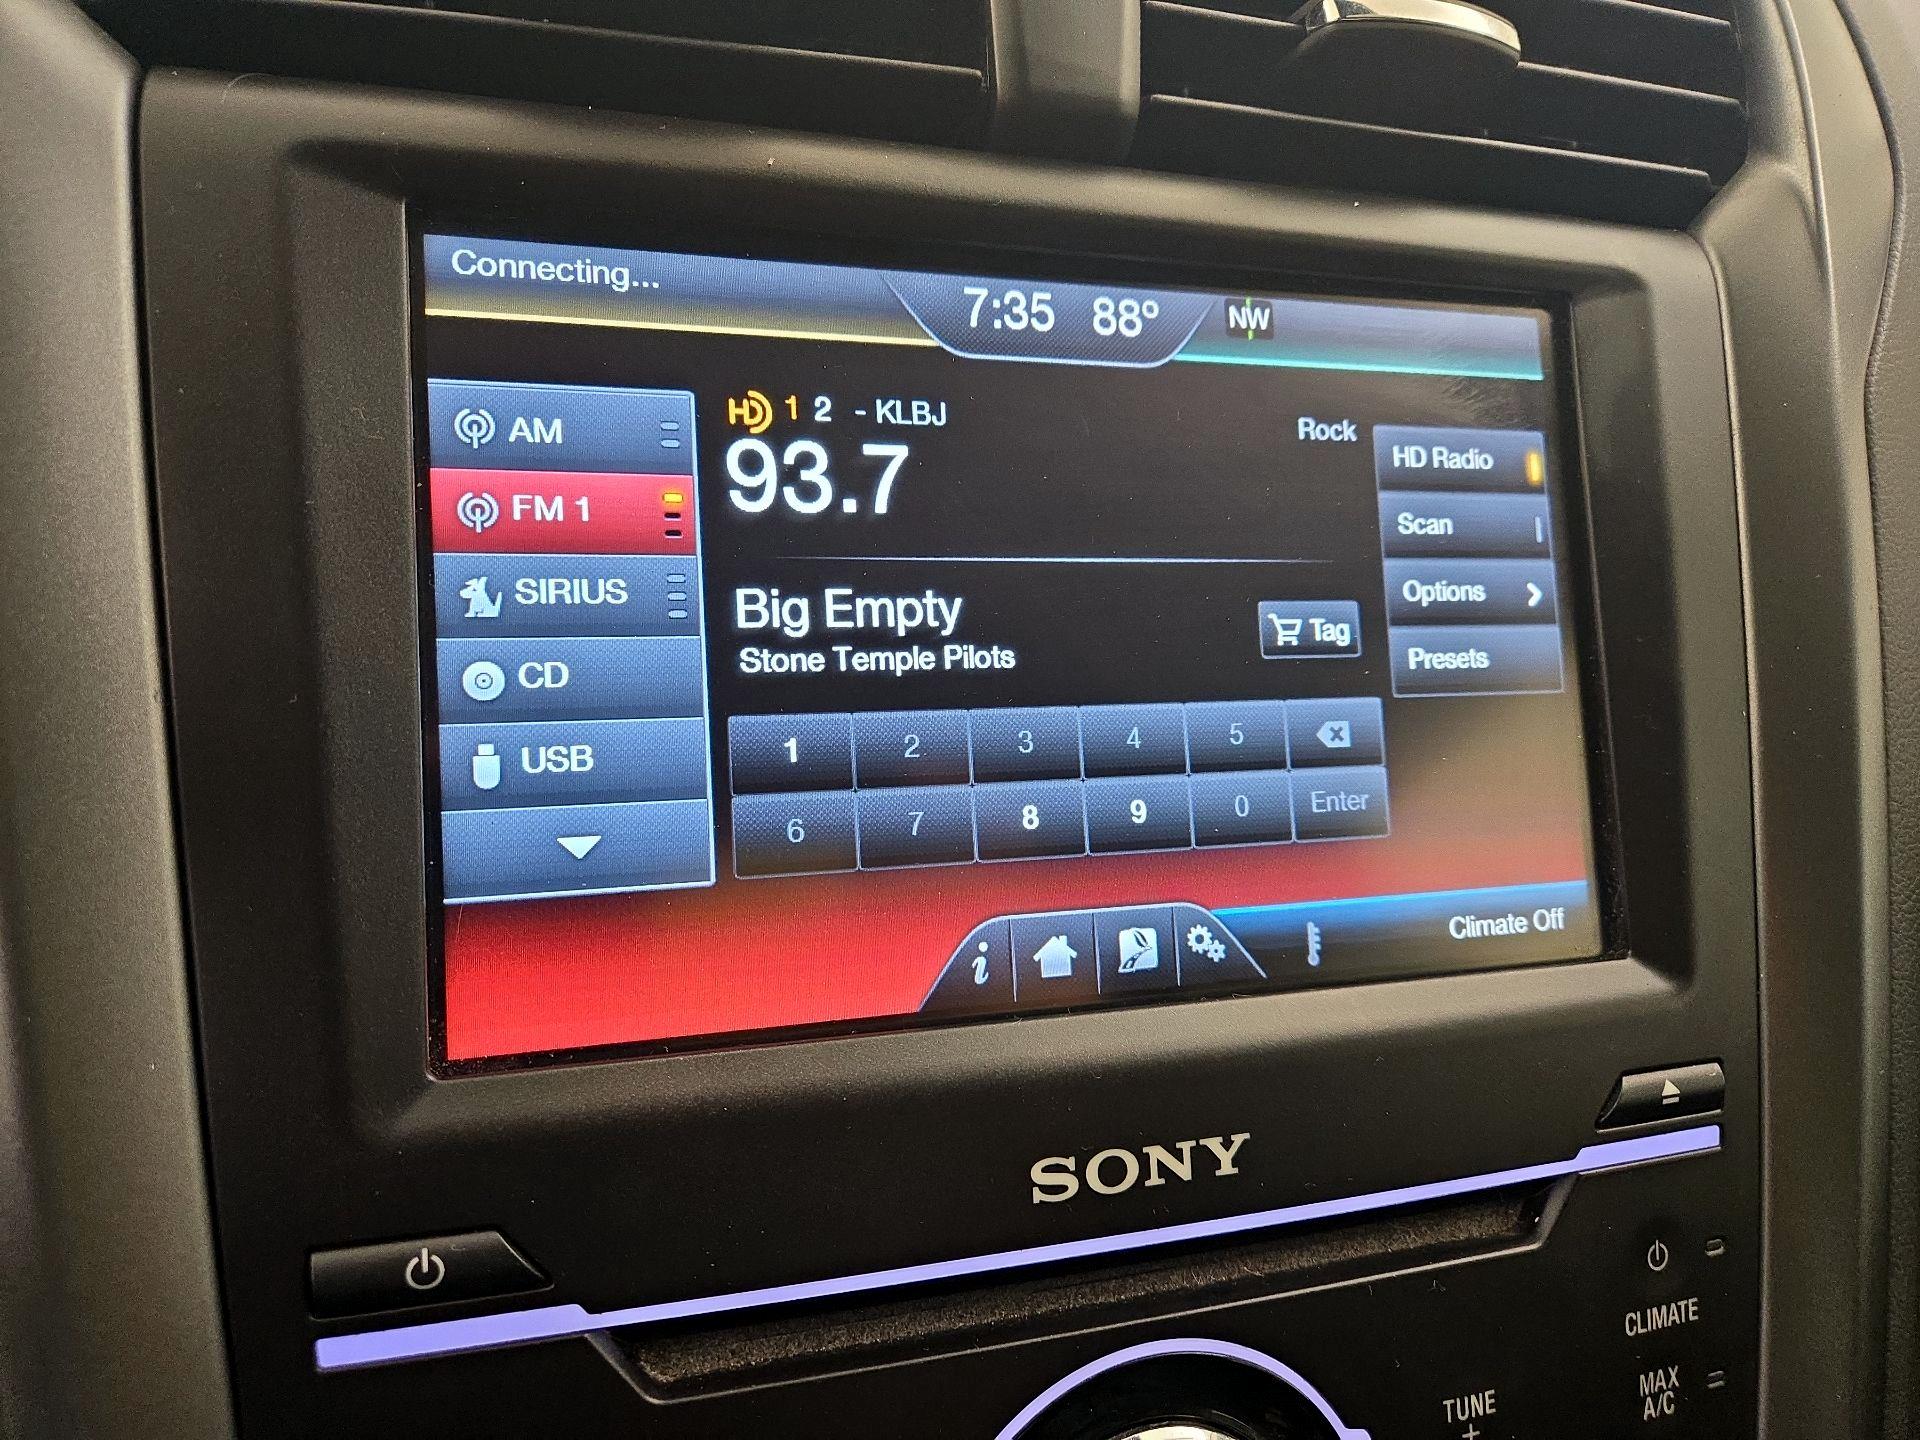 Connecting...
7:35 88° NW
AM
FM 1
SIRIUS
CD
USB
HD 1 2 - KLBJ
93.7
Rock
Big Empty
Stone Temple Pilots
Tag
1 2 3 4 5
6 7 8 9 0 Enter
HD Radio
Scan
Options
Presets
i
Climate Off
SONY
CLIMATE
MAX
A/C
TUNE
+